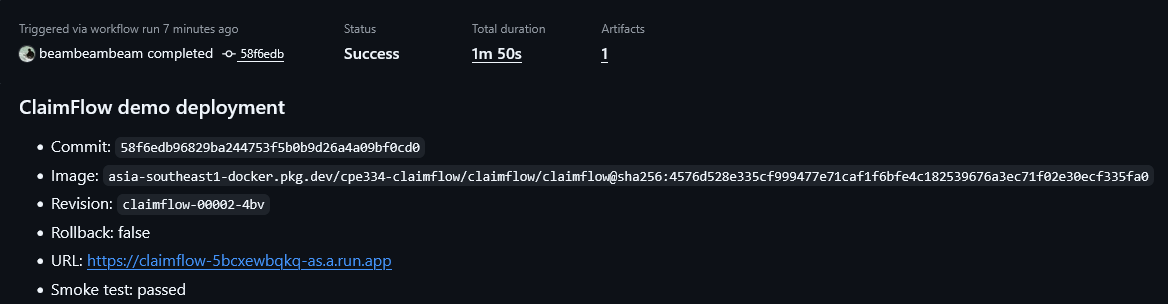 Triggered via workflow run 7 minutes ago Status Total duration Artifacts
beambeambeam completed 58f6edb Success 1m 50s 1
ClaimFlow demo deployment
Commit: 58f6edb96829ba244753f5b0b9d26a4a09bf0cd0
Image: asia-southeast1-docker.pkg.dev/cpe334-claimflow/claimflow/claimflow@sha256:4576d528e335cf999477e71caf1f6bfe4c182539676a3ec71f02e30ecf335fa0
Revision: claimflow-00002-4bv
Rollback: false
URL: https://claimflow-5bcxewbqkq-as.a.run.app
Smoke test: passed